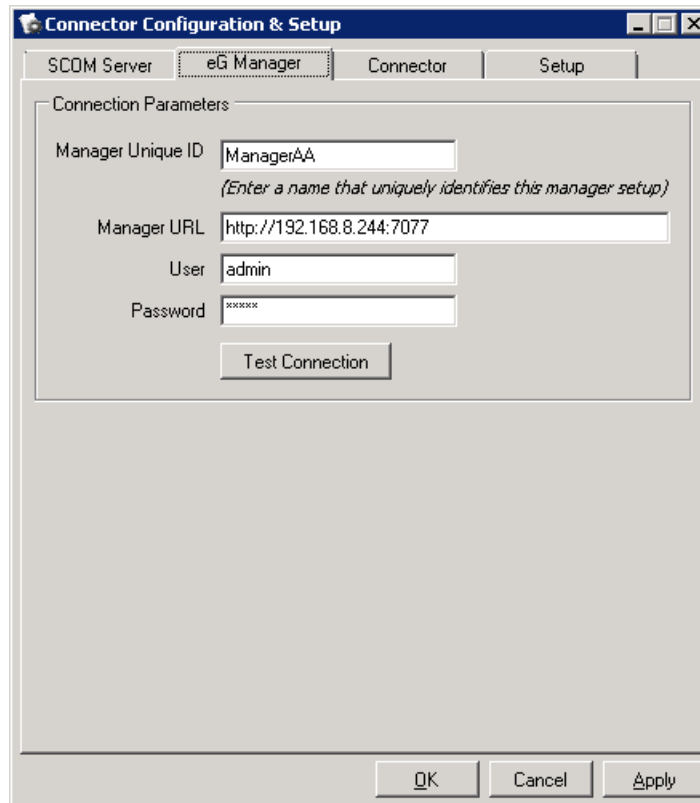 Connector Configuration & Setup
SCOM Server eG Manager Connector Setup
Connection Parameters
Manager Unique ID ManagerAA
(Enter a name that uniquely identifies this manager setup)
Manager URL http://192.168.8.244:7077
User admin
Password *****
Test Connection
OK Cancel Apply